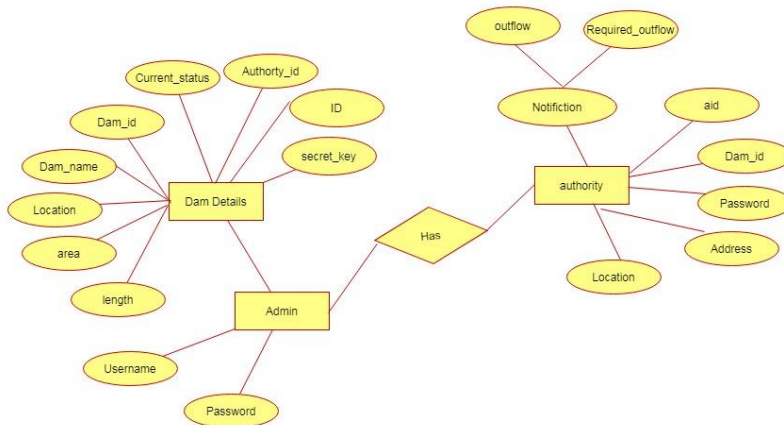 outflow
Required_outflow
Current_status
Authorty_id
ID
Notifiction
aid
Dam_id
secret_key
Dam_name
Dam_id
Dam Details
authority
Location
Password
Has
area
Address
Location
length
Admin
Username
Password